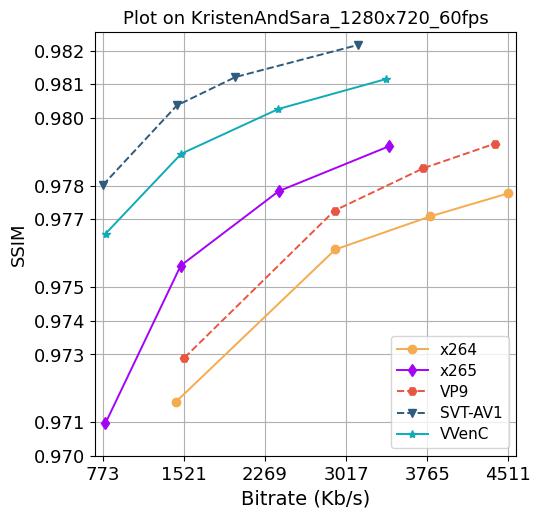 Plot on KristenAndSara_1280x720_60fps
SSIM
0.982
0.981
0.980
0.978
0.977
0.975
0.974
0.973
0.971
0.970
x264
x265
VP9
SVT-AV1
VVenC
773 1521 2269 3017 3765 4511
Bitrate (Kb/s)